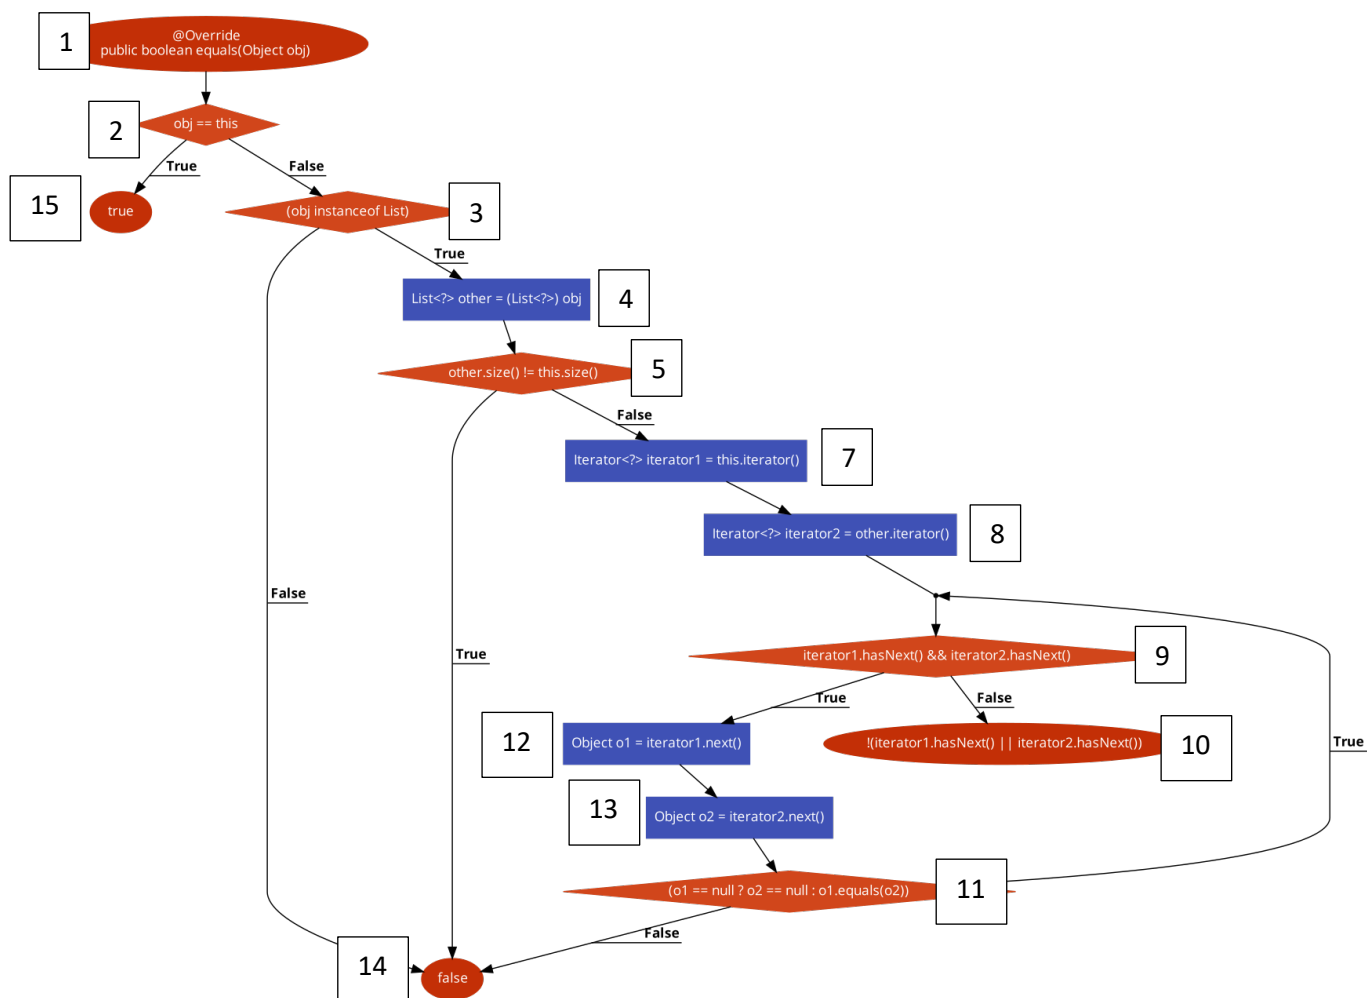 1
@Override
public boolean equals(Object obj)
2
obj == this
True
False
15
true
(obj instanceof List)
3
True
List<?> other = (List<?>) obj
4
other.size() != this.size()
5
False
Iterator<?> iterator1 = this.iterator()
7
Iterator<?> iterator2 = other.iterator()
8
False
True
iterator1.hasNext() && iterator2.hasNext()
9
True
False
12
Object o1 = iterator1.next()
!(iterator1.hasNext() || iterator2.hasNext())
10
True
13
Object o2 = iterator2.next()
(o1 == null ? o2 == null : o1.equals(o2))
11
False
14
false